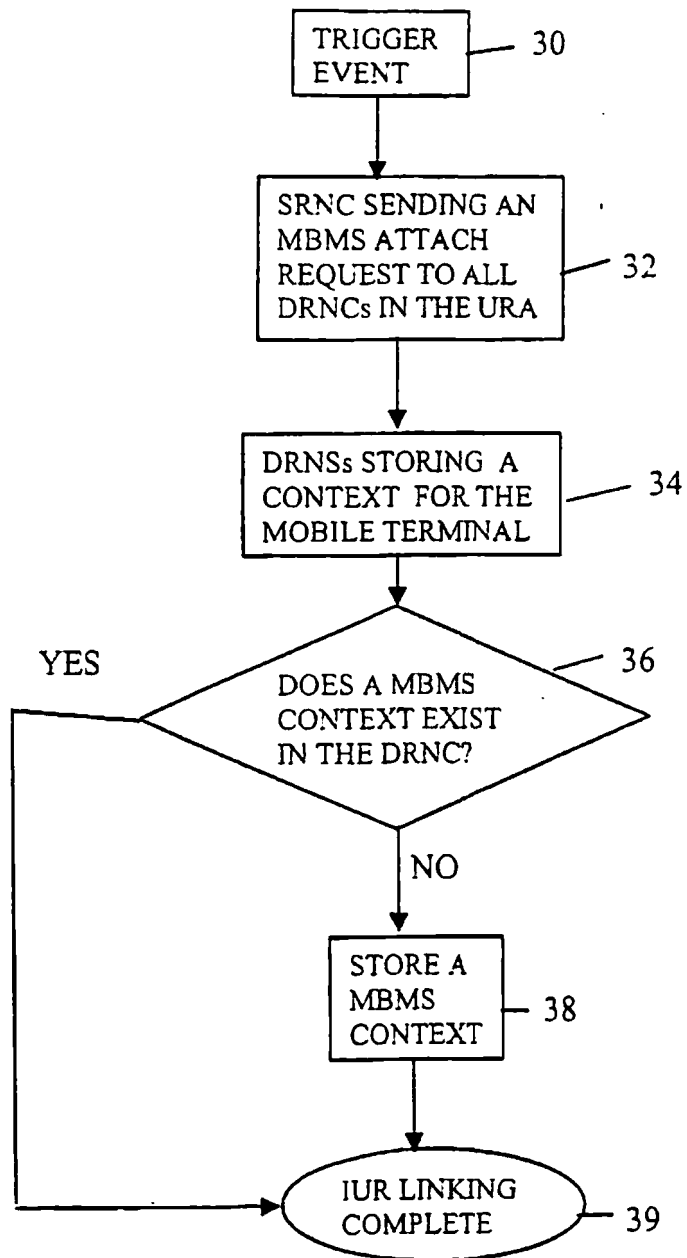 TRIGGER
EVENT
30
SRNC SENDING AN
MBMS ATTACH
REQUEST TO ALL
DRNCs IN THE URA
32
DRNSs STORING A
CONTEXT FOR THE
MOBILE TERMINAL
34
YES
36
DOES A MBMS
CONTEXT EXIST
IN THE DRNC?
NO
STORE A
MBMS
CONTEXT
38
IUR LINKING
COMPLETE
39